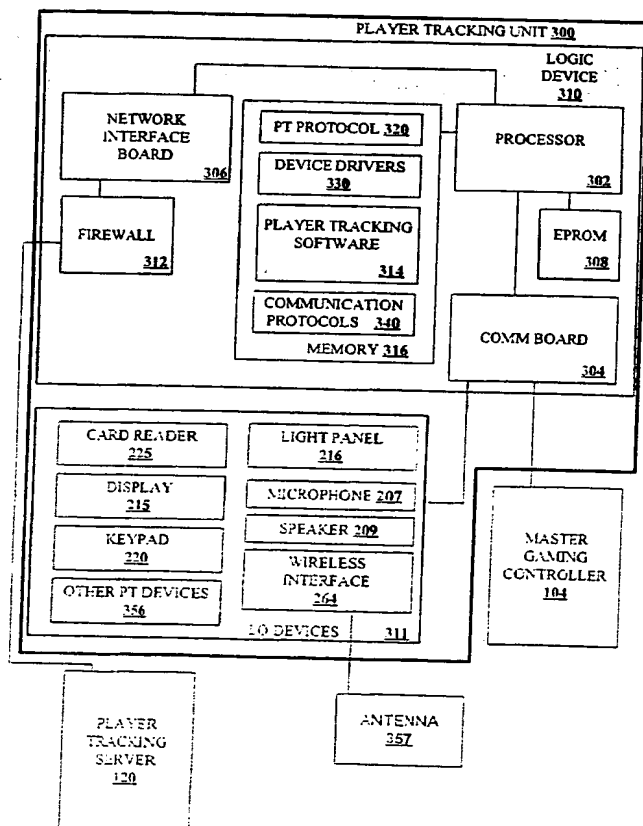 PLAYER TRACKING UNIT 300
LOGIC
DEVICE
310
NETWORK
INTERFACE
BOARD
306
FIREWALL
312
PT PROTOCOL 320
DEVICE DRIVERS
330
PLAYER TRACKING
SOFTWARE
314
COMMUNICATION
PROTOCOLS 340
MEMORY 316
PROCESSOR
302
EPROM
308
COMM BOARD
304
CARD READER
225
DISPLAY
215
KEYPAD
220
OTHER PT DEVICES
356
LIGHT PANEL
216
MICROPHONE 207
SPEAKER 209
WIRELESS
INTERFACE
264
I/O DEVICES 311
MASTER
GAMING
CONTROLLER
104
PLAYER
TRACKING
SERVER
120
ANTENNA
357